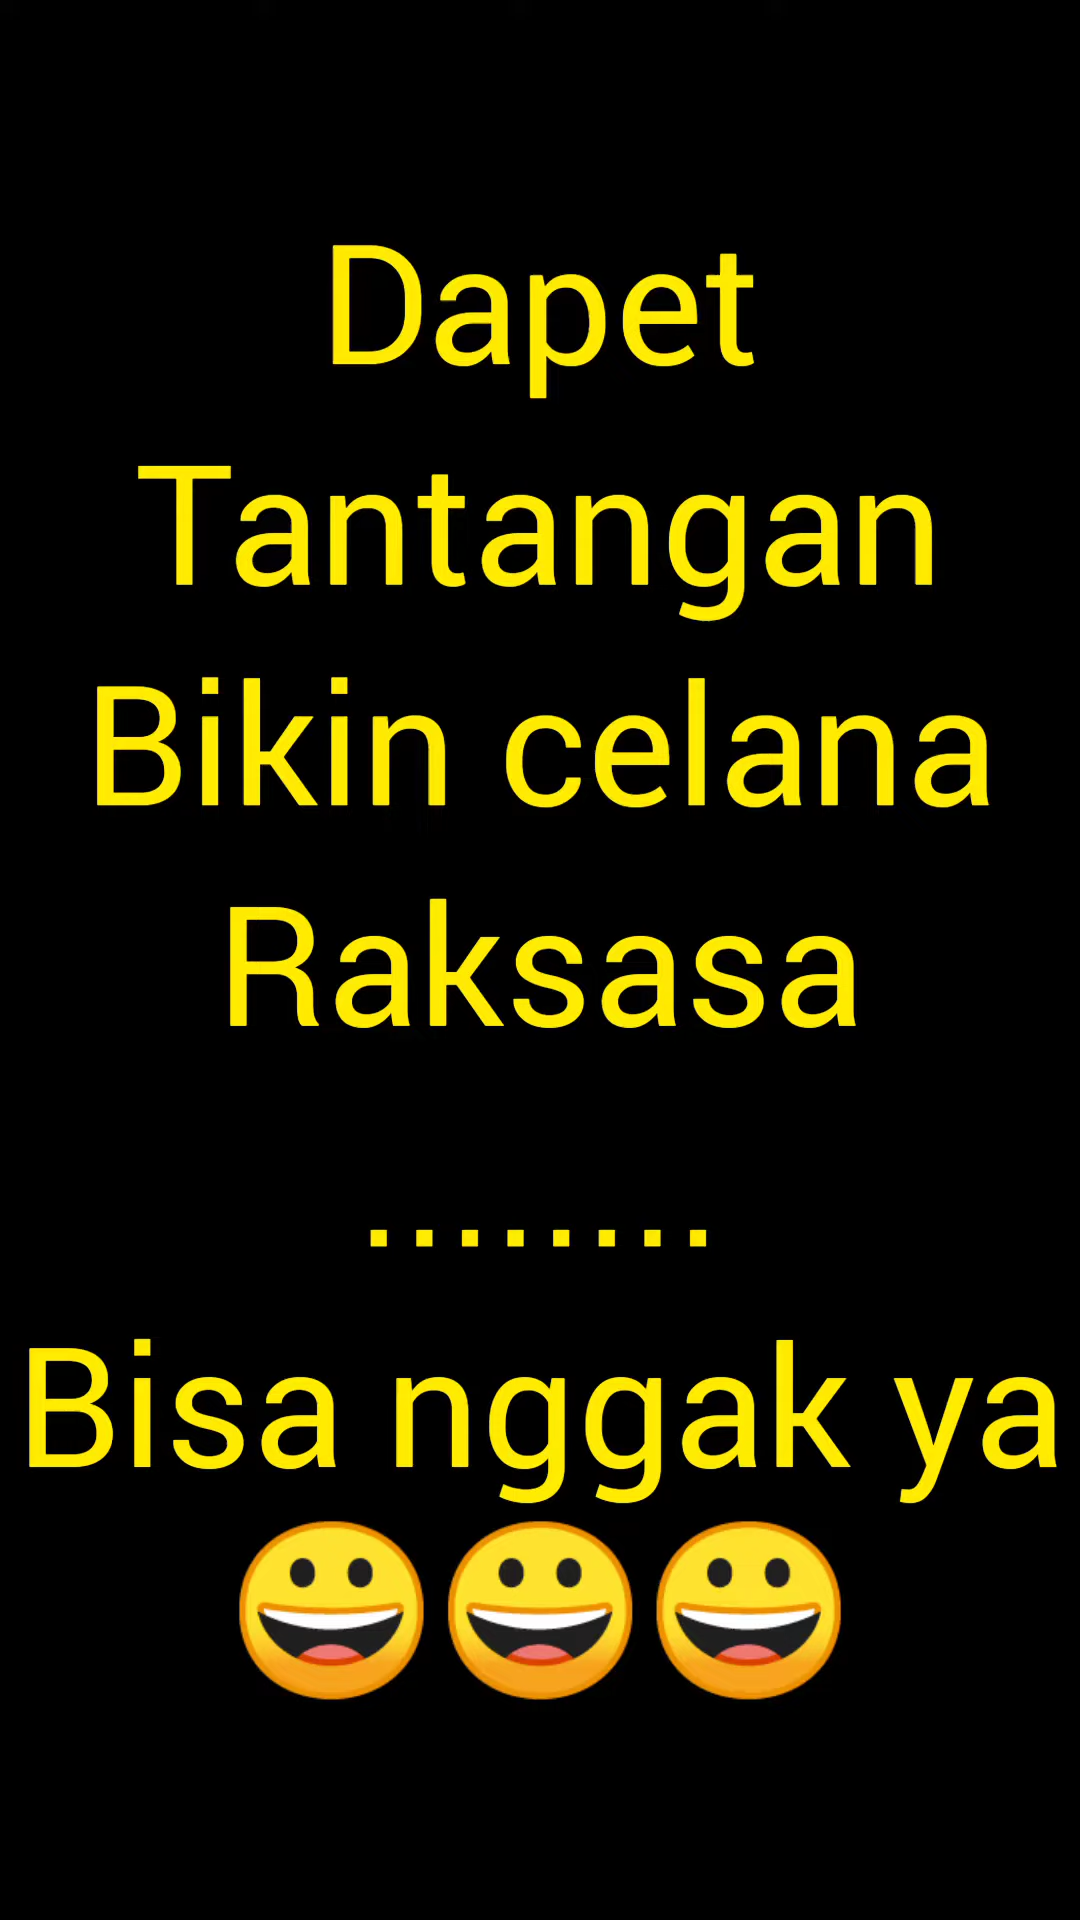 Dapet
Tantangan
Bikin celana
Raksasa
........
Bisa nggak ya
😀😀😀